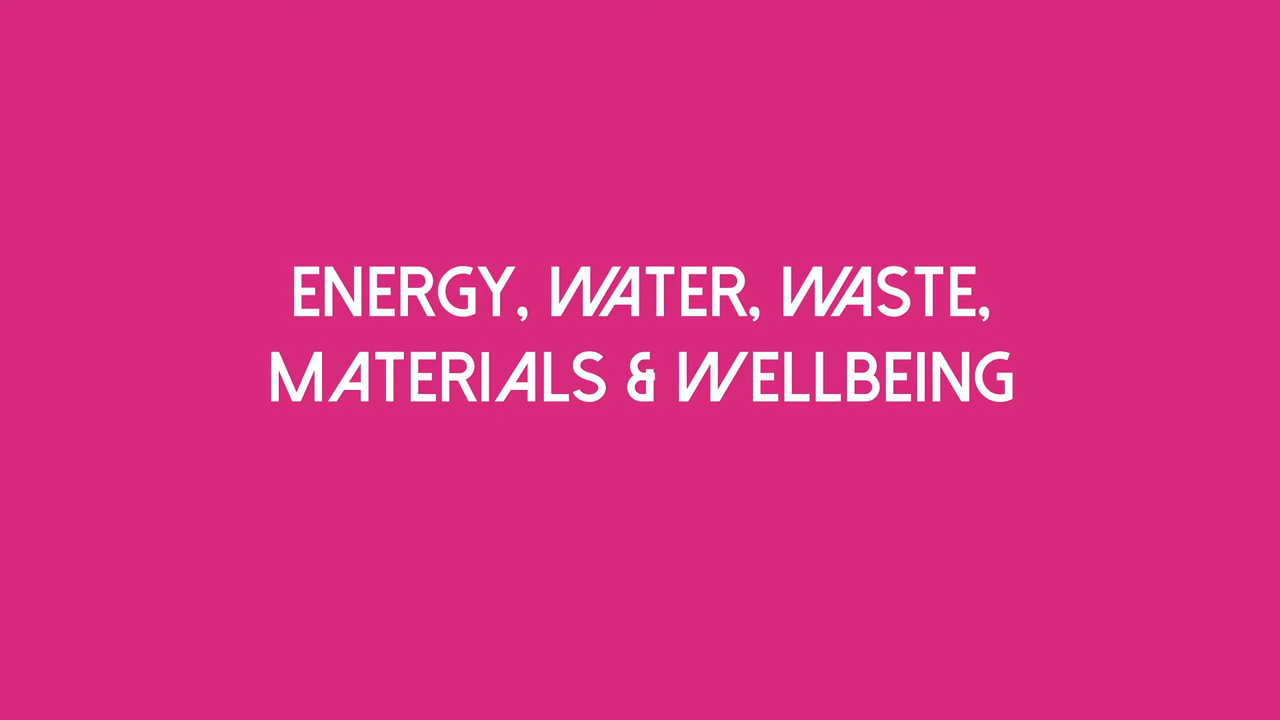 ENERGY, WATER, WASTE,
MATERIALS & WELLBEING